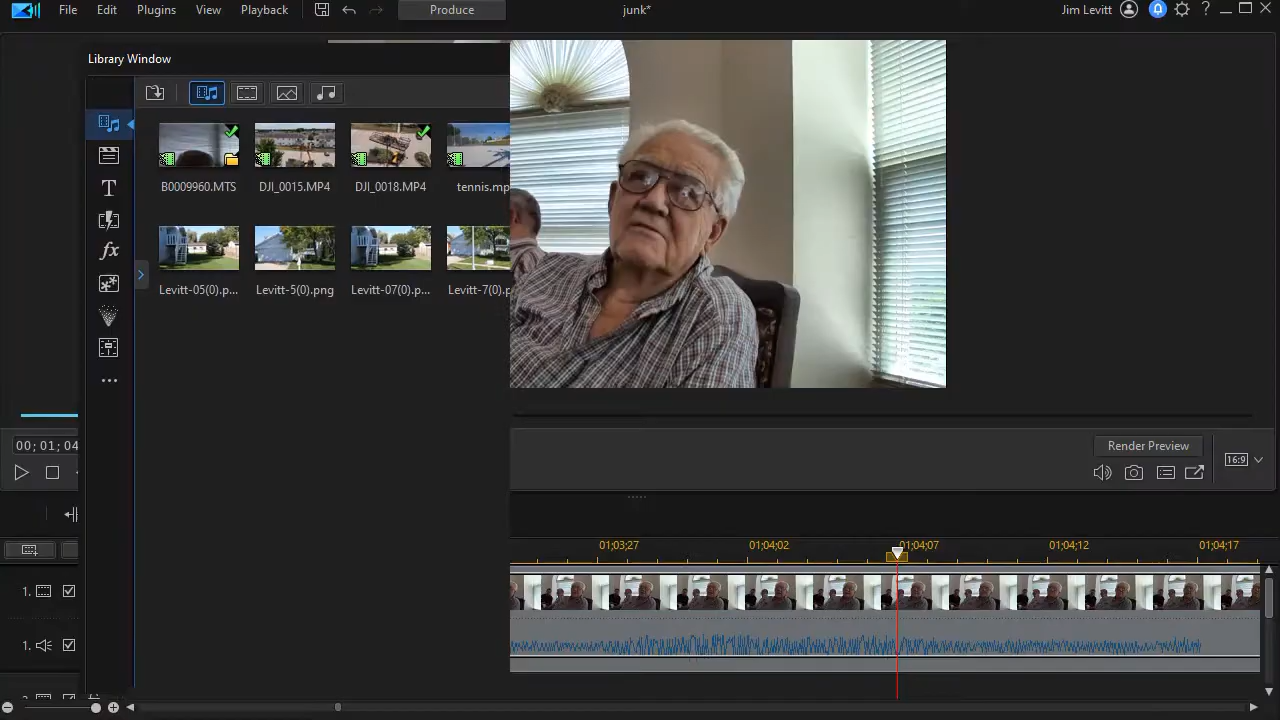 File Edit Plugins View Playback Produce junk* Jim Levitt ?
Library Window
T
fx
B0009960.MTS DJI_0015.MP4 DJI_0018.MP4 tennis.mp
Levitt-05(0).p... Levitt-5(0).png Levitt-07(0).p... Levitt-7(0).p
00; 01; 04
Render Preview
16:9
01;03;27 01;04;02 01;04;07 01;04;12 01;04;17
1.
1.